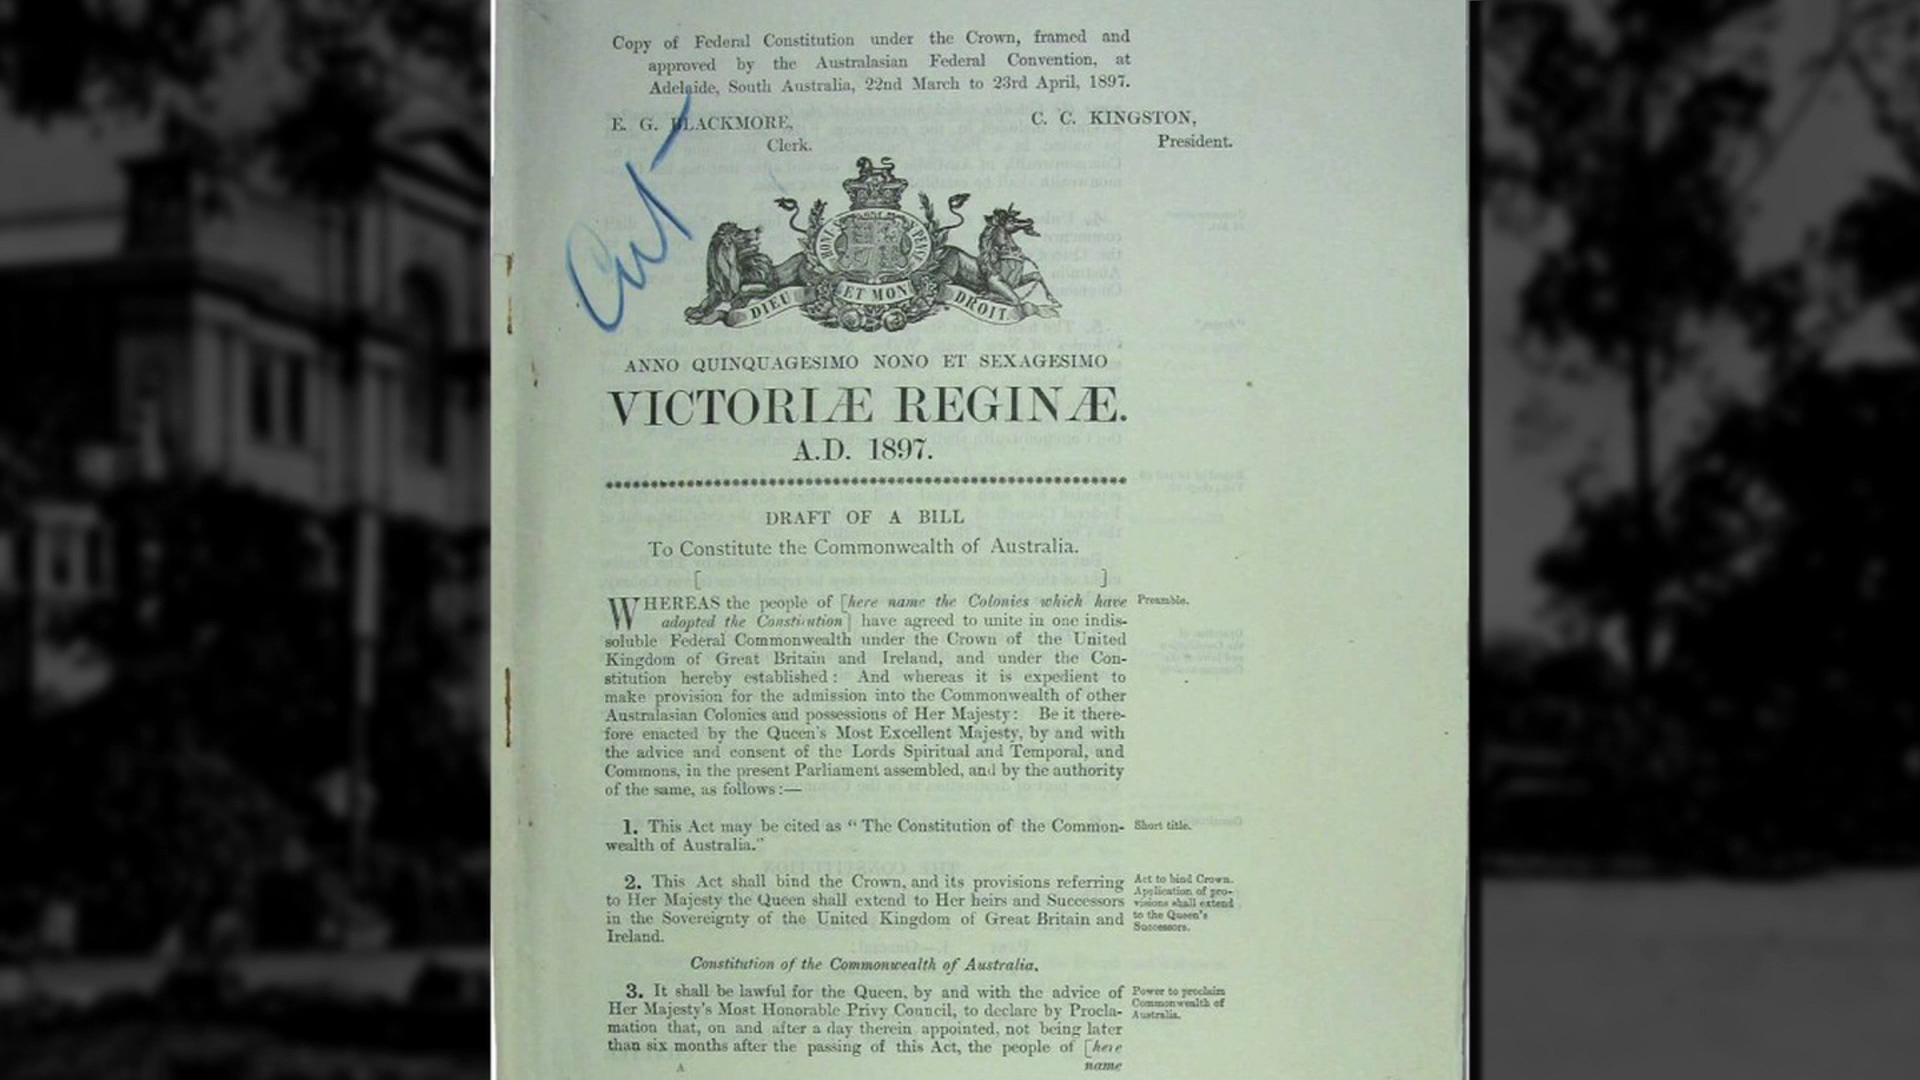 Copy of Federal Constitution under the Crown, framed and
approved by the Australasian Federal Convention, at
Adelaide, South Australia, 22nd March to 23rd April, 1897.
E. G. BLACKMORE,
Clerk.
C. C. KINGSTON,
President.
DIEU ET MON DROIT
ANNO QUINQUAGESIMO NONO ET SEXAGESIMO
VICTORIÆ REGINÆ.
A.D. 1897.
DRAFT OF A BILL
To Constitute the Commonwealth of Australia.
[ ]
WHEREAS the people of [here name the Colonies which have
Preamble.
adopted the Constitution] have agreed to unite in one indis-
soluble Federal Commonwealth under the Crown of the United
Kingdom of Great Britain and Ireland, and under the Con-
stitution hereby established: And whereas it is expedient to
make provision for the admission into the Commonwealth of other
Australasian Colonies and possessions of Her Majesty: Be it there-
fore enacted by the Queen's Most Excellent Majesty, by and with
the advice and consent of the Lords Spiritual and Temporal, and
Commons, in the present Parliament assembled, and by the authority
of the same, as follows:—
1. This Act may be cited as "The Constitution of the Common-
wealth of Australia."
Short title.
2. This Act shall bind the Crown, and its provisions referring
to Her Majesty the Queen shall extend to Her heirs and Successors
in the Sovereignty of the United Kingdom of Great Britain and
Ireland.
Act to bind Crown.
Application of pro-
visions shall extend
to the Queen's
Successors.
Constitution of the Commonwealth of Australia.
3. It shall be lawful for the Queen, by and with the advice of
Her Majesty's Most Honorable Privy Council, to declare by Procla-
mation that, on and after a day therein appointed, not being later
than six months after the passing of this Act, the people of [here
Power to proclaim
Commonwealth of
Australia.
A
name